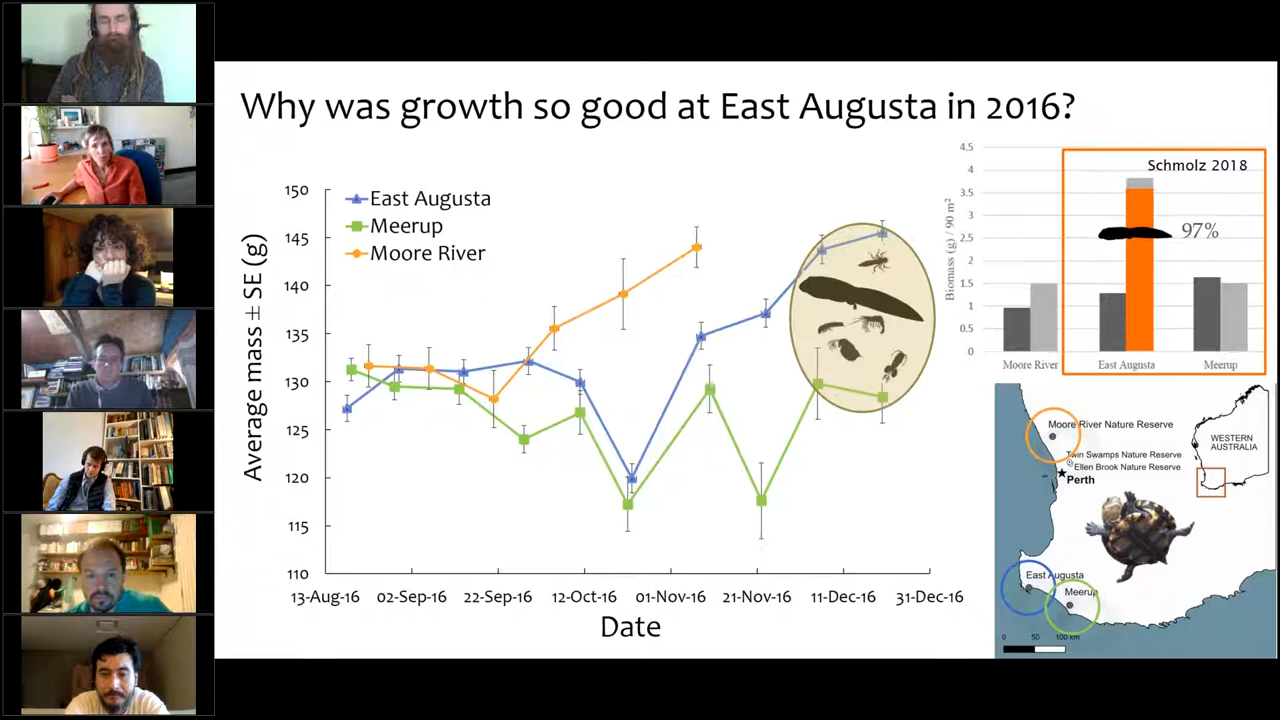 Why was growth so good at East Augusta in 2016?
Average mass ± SE (g)
150
145
140
135
130
125
120
115
110
East Augusta
Meerup
Moore River
13-Aug-16
2-Sep-16
22-Sep-16
12-Oct-16
01-Nov-16
21-Nov-16
11-Dec-16
31-Dec-16
Date
Schmolz 2018
Biomass (g) / 90 m²
4.5
4
3.5
3
2.5
2
1.5
1
0.5
0
97%
Moore River
East Augusta
Meerup
Moore River Nature Reserve
Twin Swamps Nature Reserve
Ellen Brook Nature Reserve
Perth
WESTERN
AUSTRALIA
East Augusta
Meerup
0 50 100 km